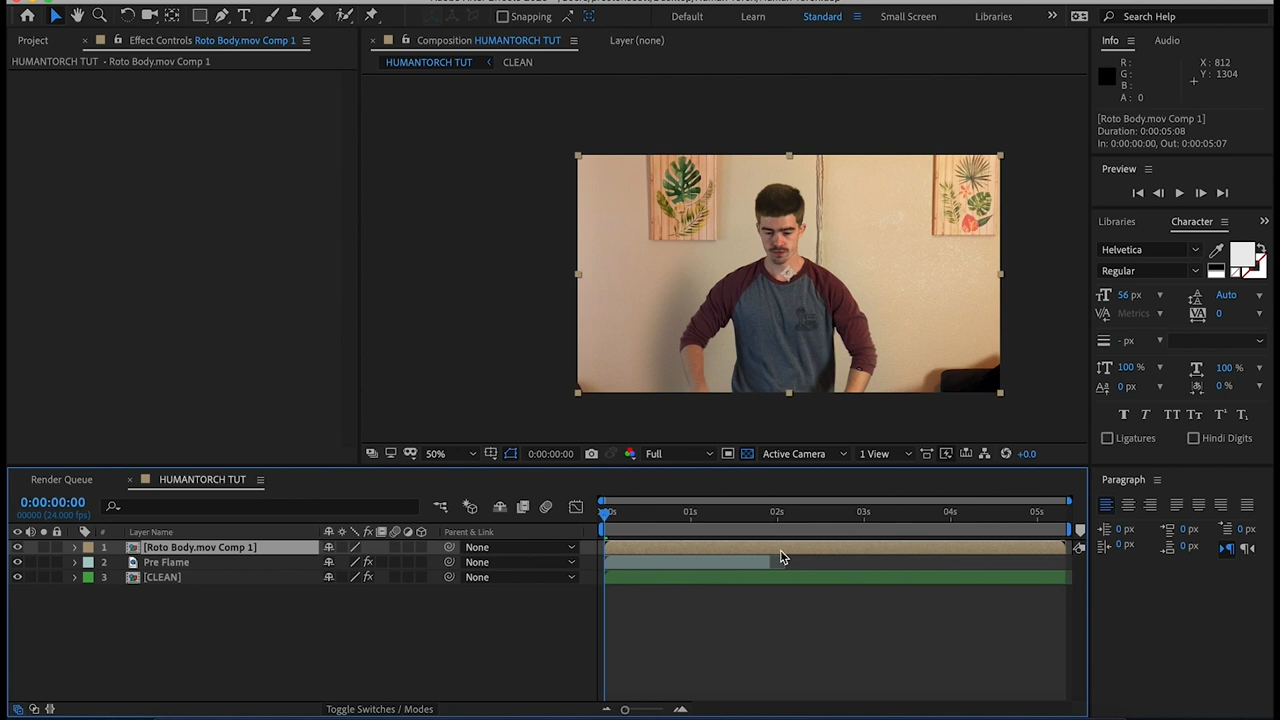 Snapping
Default
Learn
Standard
Small Screen
Libraries
Search Help
Project
Effect Controls Roto Body.mov Comp 1
Composition HUMANTORCH TUT
Layer (none)
Info
Audio
HUMANTORCH TUT • Roto Body.mov Comp 1
HUMANTORCH TUT
CLEAN
R:
G:
B:
A: 0
X: 812
Y: 1304
[Roto Body.mov Comp 1]
Duration: 0:00:05:08
In: 0:00:00:00, Out: 0:00:05:07
Preview
Libraries
Character
Helvetica
Regular
56 px
Auto
Metrics
0
- px
100 %
100 %
0 px
0 %
Ligatures
Hindi Digits
50%
0:00:00:00
Full
Active Camera
1 View
+0.0
Render Queue
HUMANTORCH TUT
Paragraph
0:00:00:00
00000 (24.000 fps)
01s
02s
03s
04s
05s
0 px
0 px
0 px
0 px
0 px
# Layer Name
Parent & Link
1 [Roto Body.mov Comp 1] None
2 Pre Flame None
3 [CLEAN] None
Toggle Switches / Modes